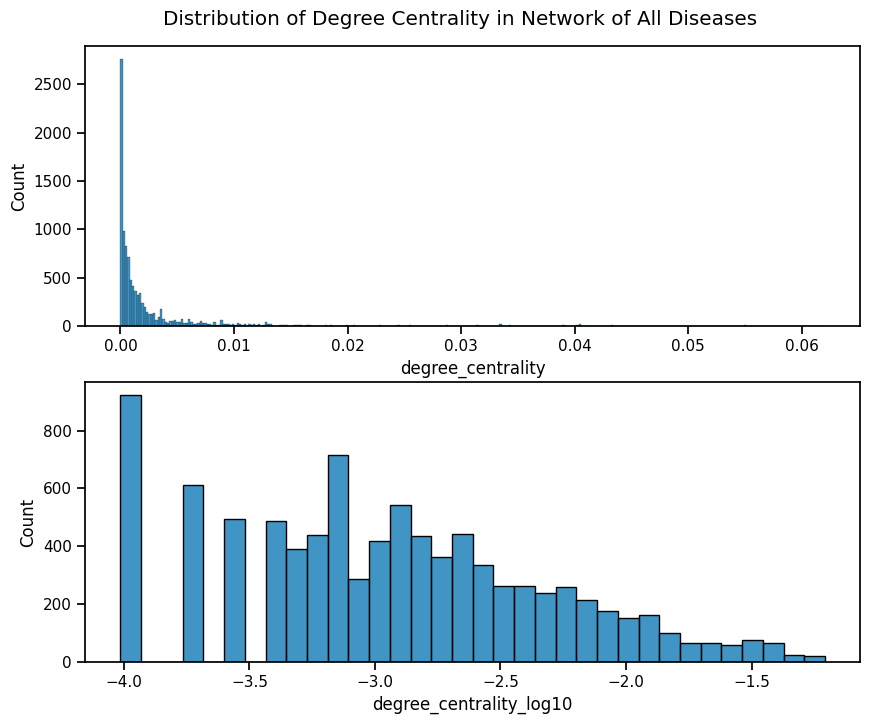 Distribution of Degree Centrality in Network of All Diseases
Count
2500
2000
1500
1000
500
0
0.00 0.01 0.02 0.03 0.04 0.05 0.06
degree_centrality
Count
800
600
400
200
0
−4.0 −3.5 −3.0 −2.5 −2.0 −1.5
degree_centrality_log10